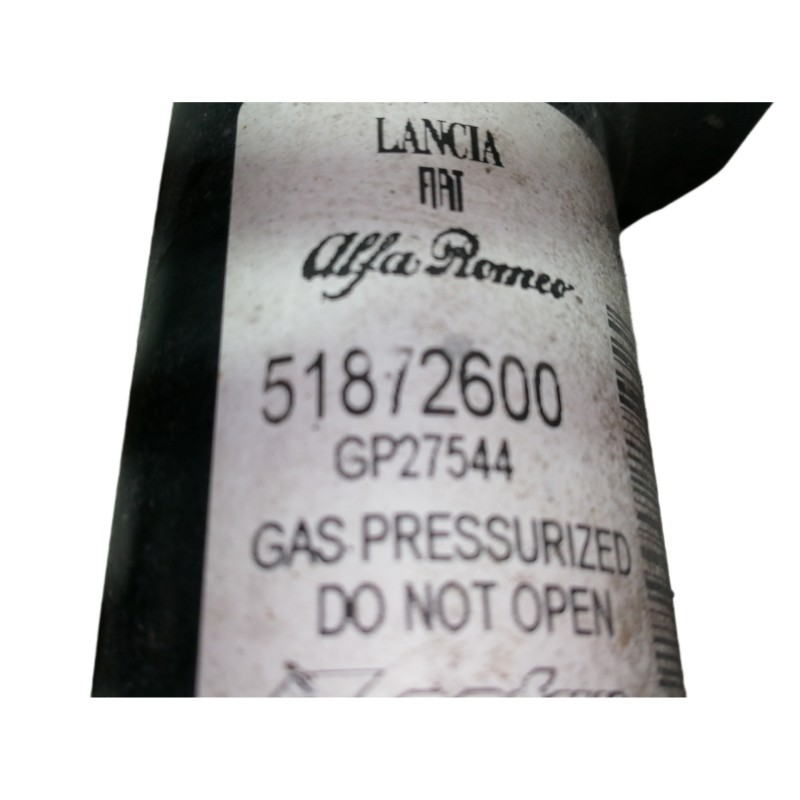 LANCIA
FIAT
Alfa Romeo
51872600
GP27544
GAS PRESSURIZED
DO NOT OPEN